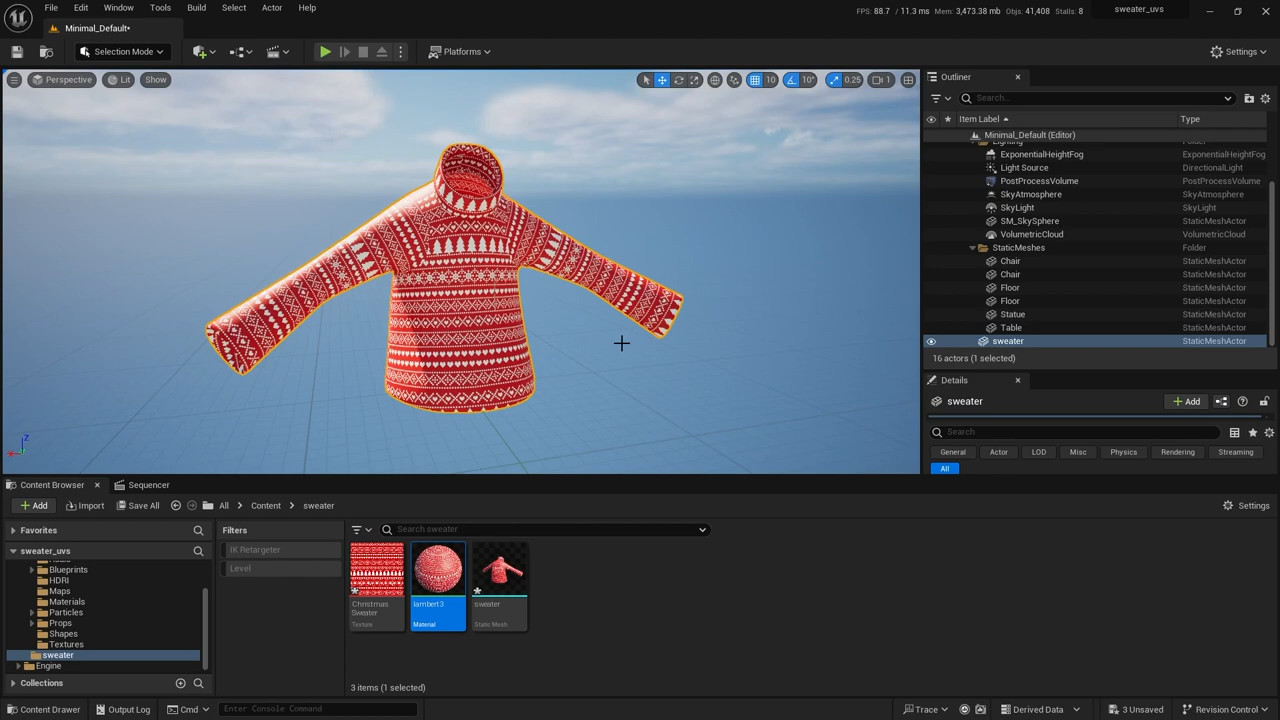 File Edit View Tools Build Select Actor Help
FPS: 88.7 / 11.3 ms Mem: 3,473.38 mb Objs: 41,408 Stalls: 8
sweater_uvs
Minimal_Default•
Selection Mode
Platforms
Settings
Perspective Lit Show
10 10° 0.25 1
Outliner
Search...
Item Label Type
Minimal_Default (Editor)
Lighting Folder
ExponentialHeightFog ExponentialHeightFog
Light Source DirectionalLight
PostProcessVolume PostProcessVolume
SkyAtmosphere SkyAtmosphere
SkyLight SkyLight
SM_SkySphere StaticMeshActor
VolumetricCloud VolumetricCloud
StaticMeshes Folder
Chair StaticMeshActor
Chair StaticMeshActor
Floor StaticMeshActor
Floor StaticMeshActor
Statue StaticMeshActor
Table StaticMeshActor
sweater StaticMeshActor
16 actors (1 selected)
Details
sweater
+ Add
Search
General Actor LOD Misc Physics Rendering Streaming
All
Z
Content Browser Sequencer
+ Add Import Save All All Content sweater
Settings
Favorites
sweater_uvs
Blueprints
HDRI
Maps
Materials
Particles
Props
Shapes
Textures
sweater
Engine
Collections
Filters
IK Retargeter
Level
Search sweater
Christmas
Sweater
Texture
lambert3
Material
sweater
Static Mesh
3 items (1 selected)
Content Drawer Output Log Cmd Enter Console Command
Trace Derived Data 3 Unsaved Revision Control